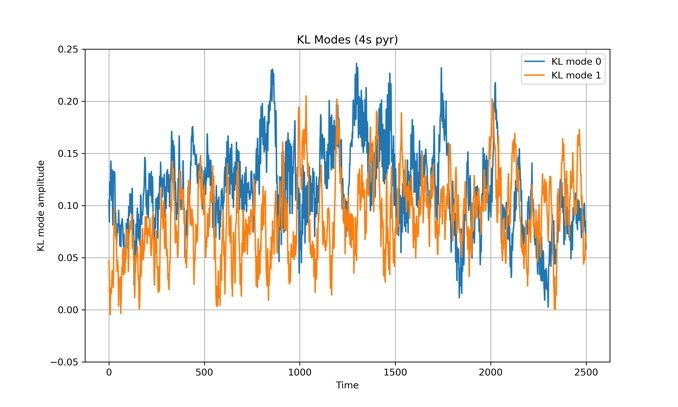 KL Modes (4s pyr)
KL mode 0
KL mode 1
KL mode amplitude
0.25
0.20
0.15
0.10
0.05
0.00
−0.05
0 500 1000 1500 2000 2500
Time